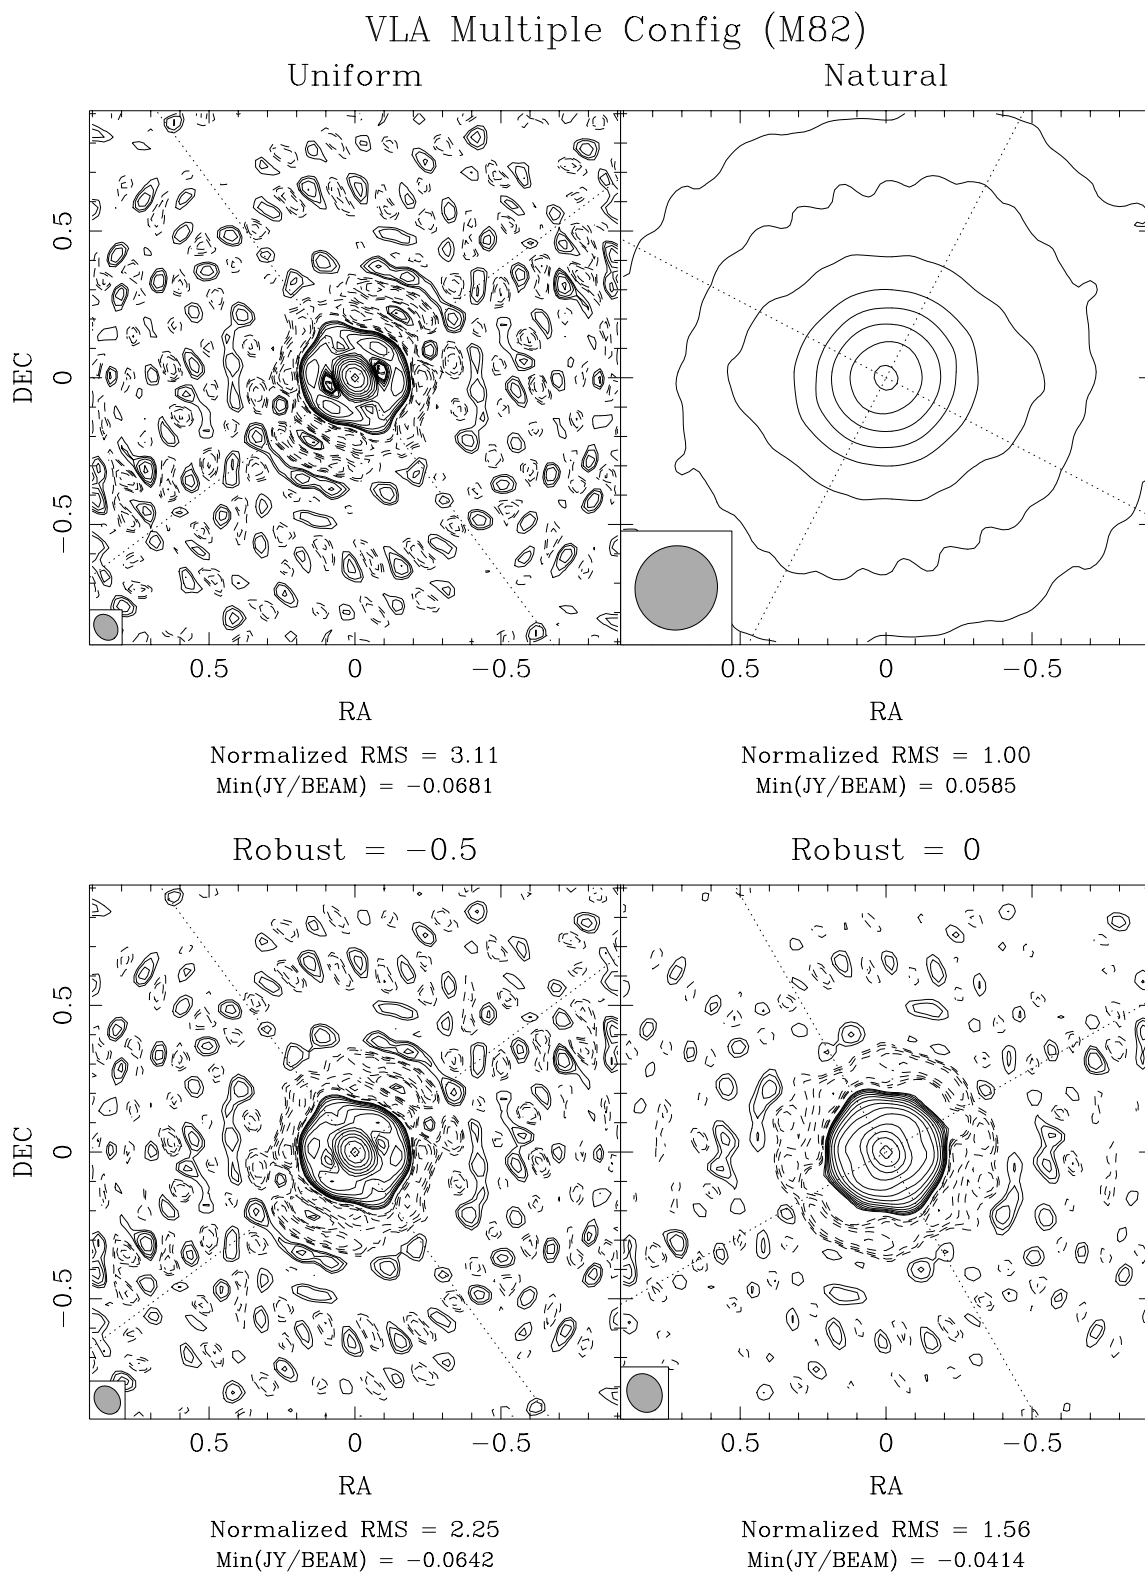 VLA Multiple Config (M82)
Uniform
Natural
DEC
0.5
0
−0.5
0.5
0
−0.5
0.5
0
−0.5
RA
RA
Normalized RMS = 3.11
Min(JY/BEAM) = −0.0681
Normalized RMS = 1.00
Min(JY/BEAM) = 0.0585
Robust = −0.5
Robust = 0
DEC
0.5
0
−0.5
0.5
0
−0.5
0.5
0
−0.5
RA
RA
Normalized RMS = 2.25
Min(JY/BEAM) = −0.0642
Normalized RMS = 1.56
Min(JY/BEAM) = −0.0414